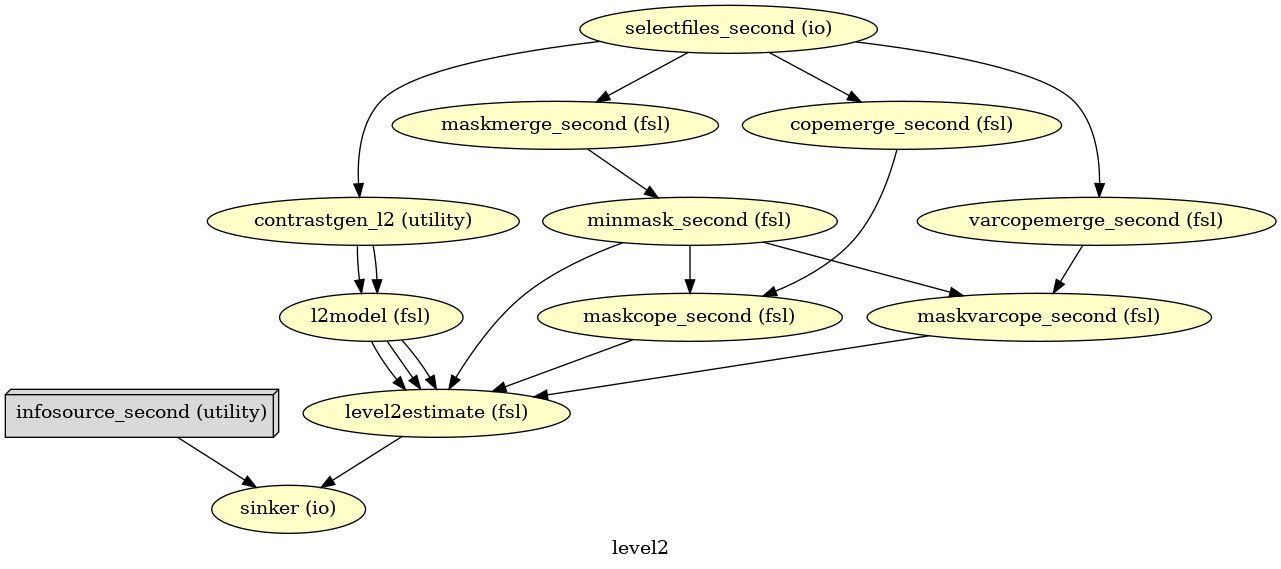 selectfiles_second (io)
maskmerge_second (fsl)
copemerge_second (fsl)
contrastgen_l2 (utility)
minmask_second (fsl)
varcopemerge_second (fsl)
l2model (fsl)
maskcope_second (fsl)
maskvarcope_second (fsl)
infosource_second (utility)
level2estimate (fsl)
sinker (io)
level2